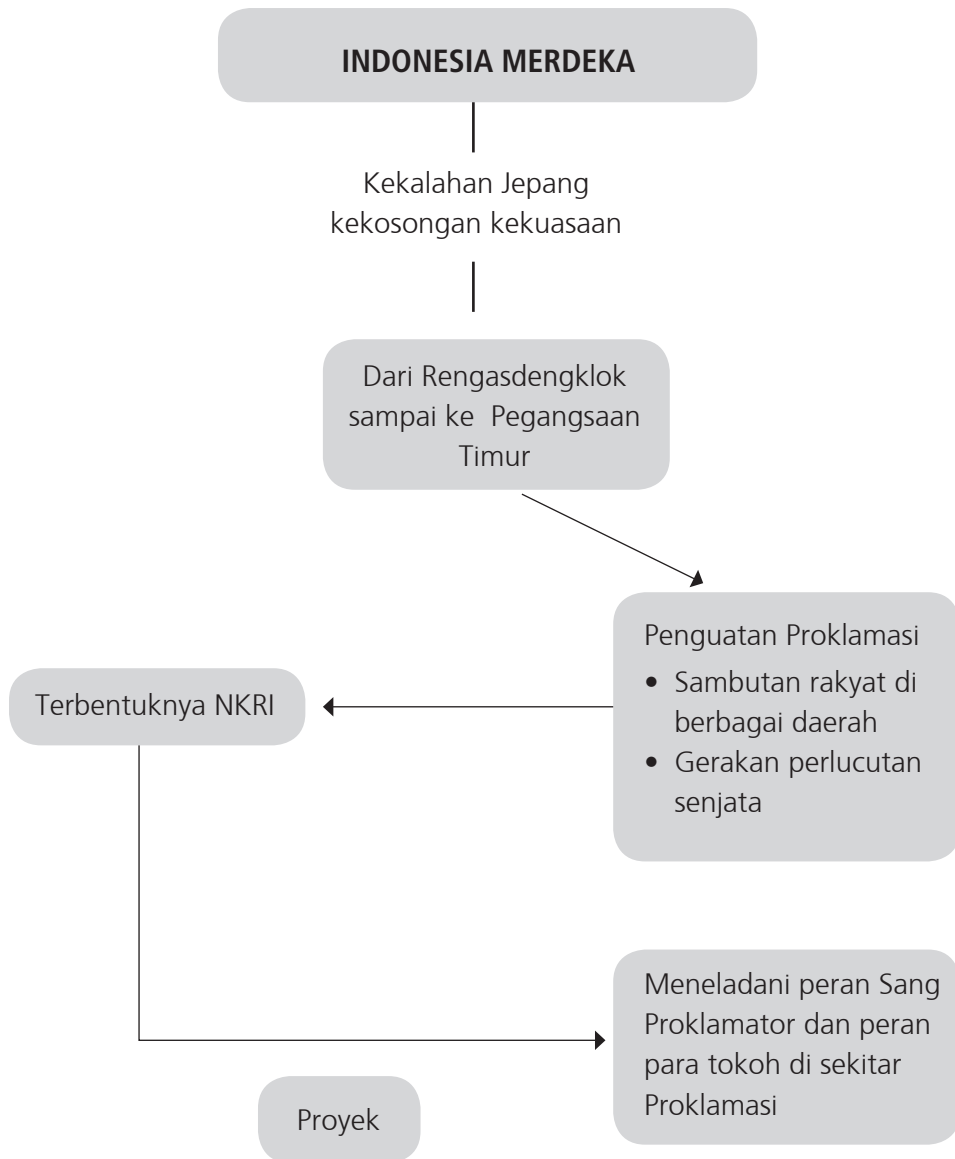 INDONESIA MERDEKA
Kekalahan Jepang
kekosongan kekuasaan
Dari Rengasdengklok
sampai ke Pegangsaan
Timur
Penguatan Proklamasi
• Sambutan rakyat di
berbagai daerah
• Gerakan perlucutan
senjata
Terbentuknya NKRI
Meneladani peran Sang
Proklamator dan peran
para tokoh di sekitar
Proklamasi
Proyek